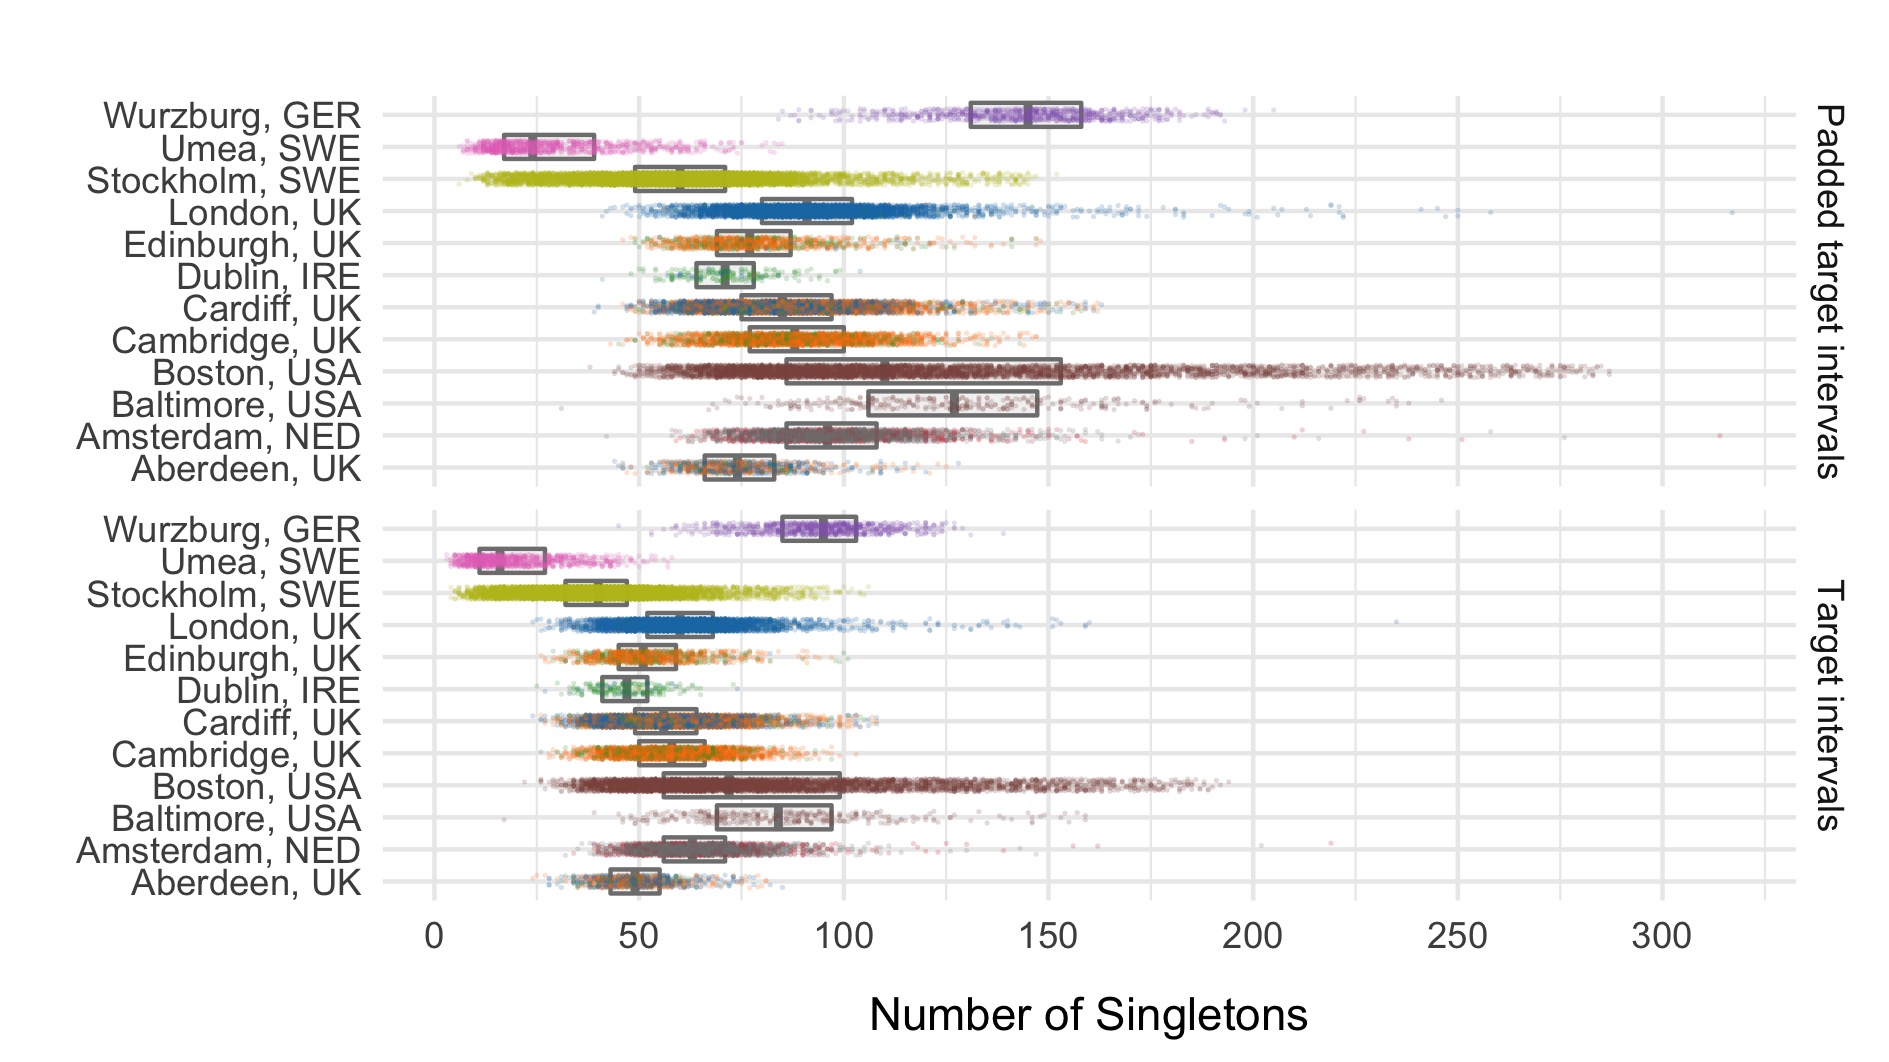 Wurzburg, GER
Umea, SWE
Stockholm, SWE
London, UK
Edinburgh, UK
Dublin, IRE
Cardiff, UK
Cambridge, UK
Boston, USA
Baltimore, USA
Amsterdam, NED
Aberdeen, UK
Padded target intervals
Wurzburg, GER
Umea, SWE
Stockholm, SWE
London, UK
Edinburgh, UK
Dublin, IRE
Cardiff, UK
Cambridge, UK
Boston, USA
Baltimore, USA
Amsterdam, NED
Aberdeen, UK
Target intervals
0 50 100 150 200 250 300
Number of Singletons